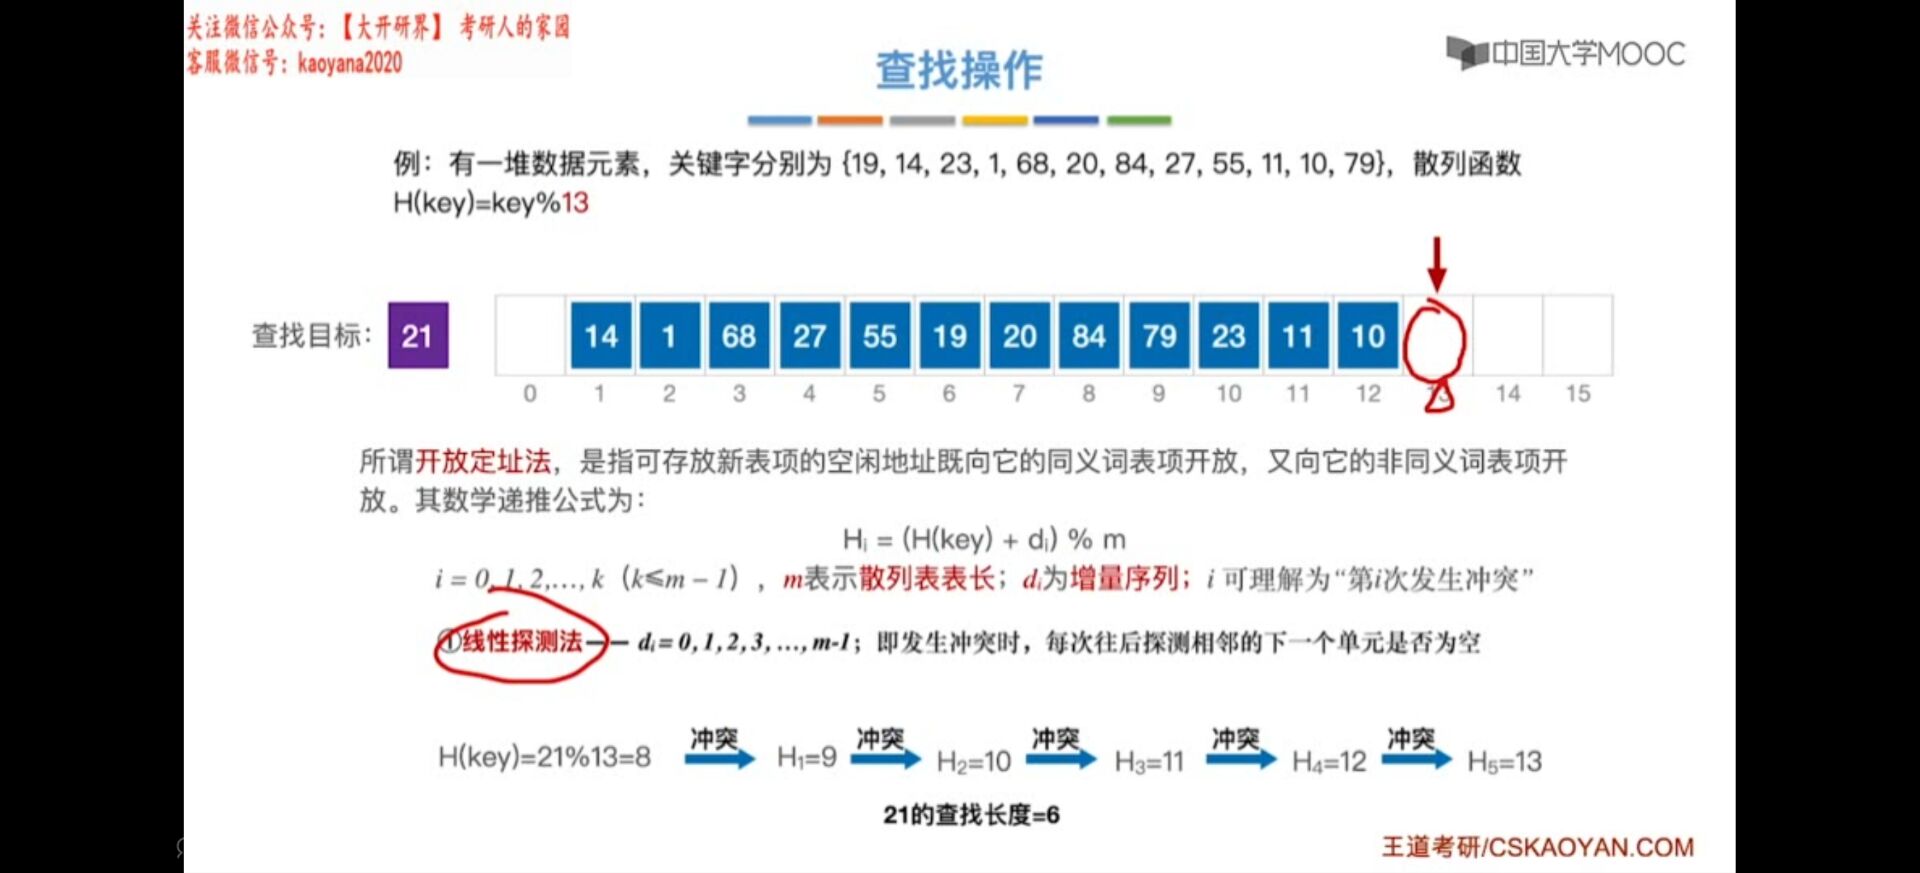 关注微信公众号：【大开研界】 考研人的家园
客服微信号：kaoyana2020
中国大学MOOC
查找操作
例：有一堆数据元素，关键字分别为 {19, 14, 23, 1, 68, 20, 84, 27, 55, 11, 10, 79}，散列函数
H(key)=key%13
查找目标： 21 14 1 68 27 55 19 20 84 79 23 11 10
0 1 2 3 4 5 6 7 8 9 10 11 12 13 14 15
所谓开放定址法，是指可存放新表项的空闲地址既向它的同义词表项开放，又向它的非同义词表项开
放。其数学递推公式为：
Hᵢ = (H(key) + dᵢ) % m
i = 0, 1, 2,…, k（k≤m – 1），m表示散列表表长；dᵢ为增量序列；i 可理解为“第i次发生冲突”
①线性探测法—— dᵢ = 0, 1, 2, 3, …, m-1；即发生冲突时，每次往后探测相邻的下一个单元是否为空
冲突 冲突 冲突 冲突 冲突
H(key)=21%13=8 H₁=9 H₂=10 H₃=11 H₄=12 H₅=13
21的查找长度=6
王道考研/CSKAOYAN.COM